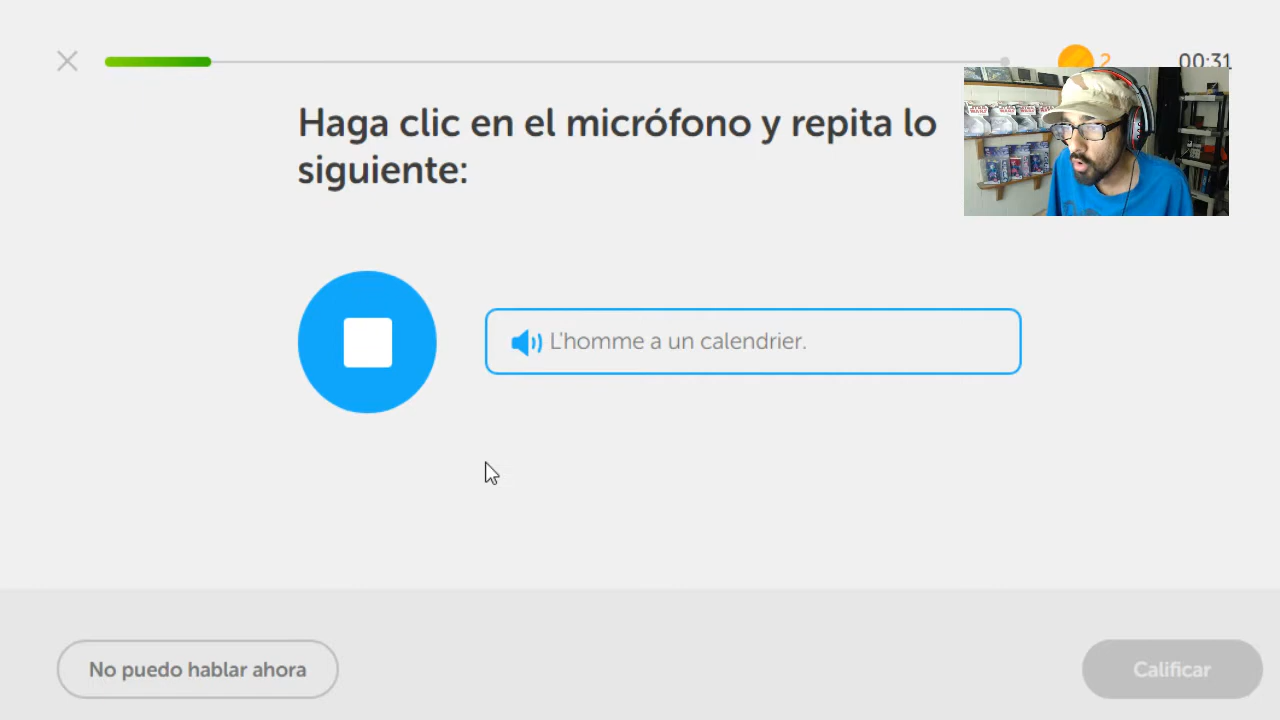 2
00:31
Haga clic en el micrófono y repita lo
siguiente:
L'homme a un calendrier.
No puedo hablar ahora
Calificar